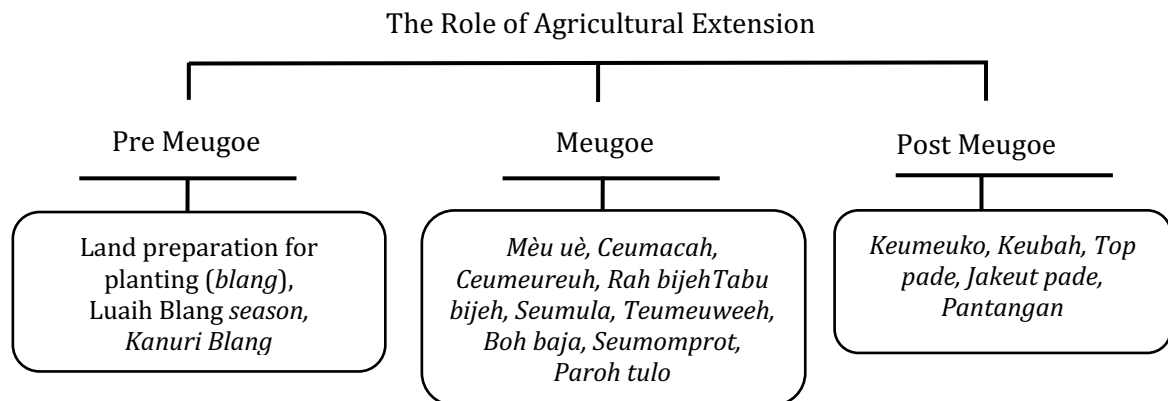 The Role of Agricultural Extension
Pre Meugoe
Meugoe
Post Meugoe
Land preparation for
planting (blang),
Luaih Blang season,
Kanuri Blang
Mèu uè, Ceumacah,
Ceumeureuh, Rah bijehTabu
bijeh, Seumula, Teumeuweeh,
Boh baja, Seumomprot,
Paroh tulo
Keumeuko, Keubah, Top
pade, Jakeut pade,
Pantangan